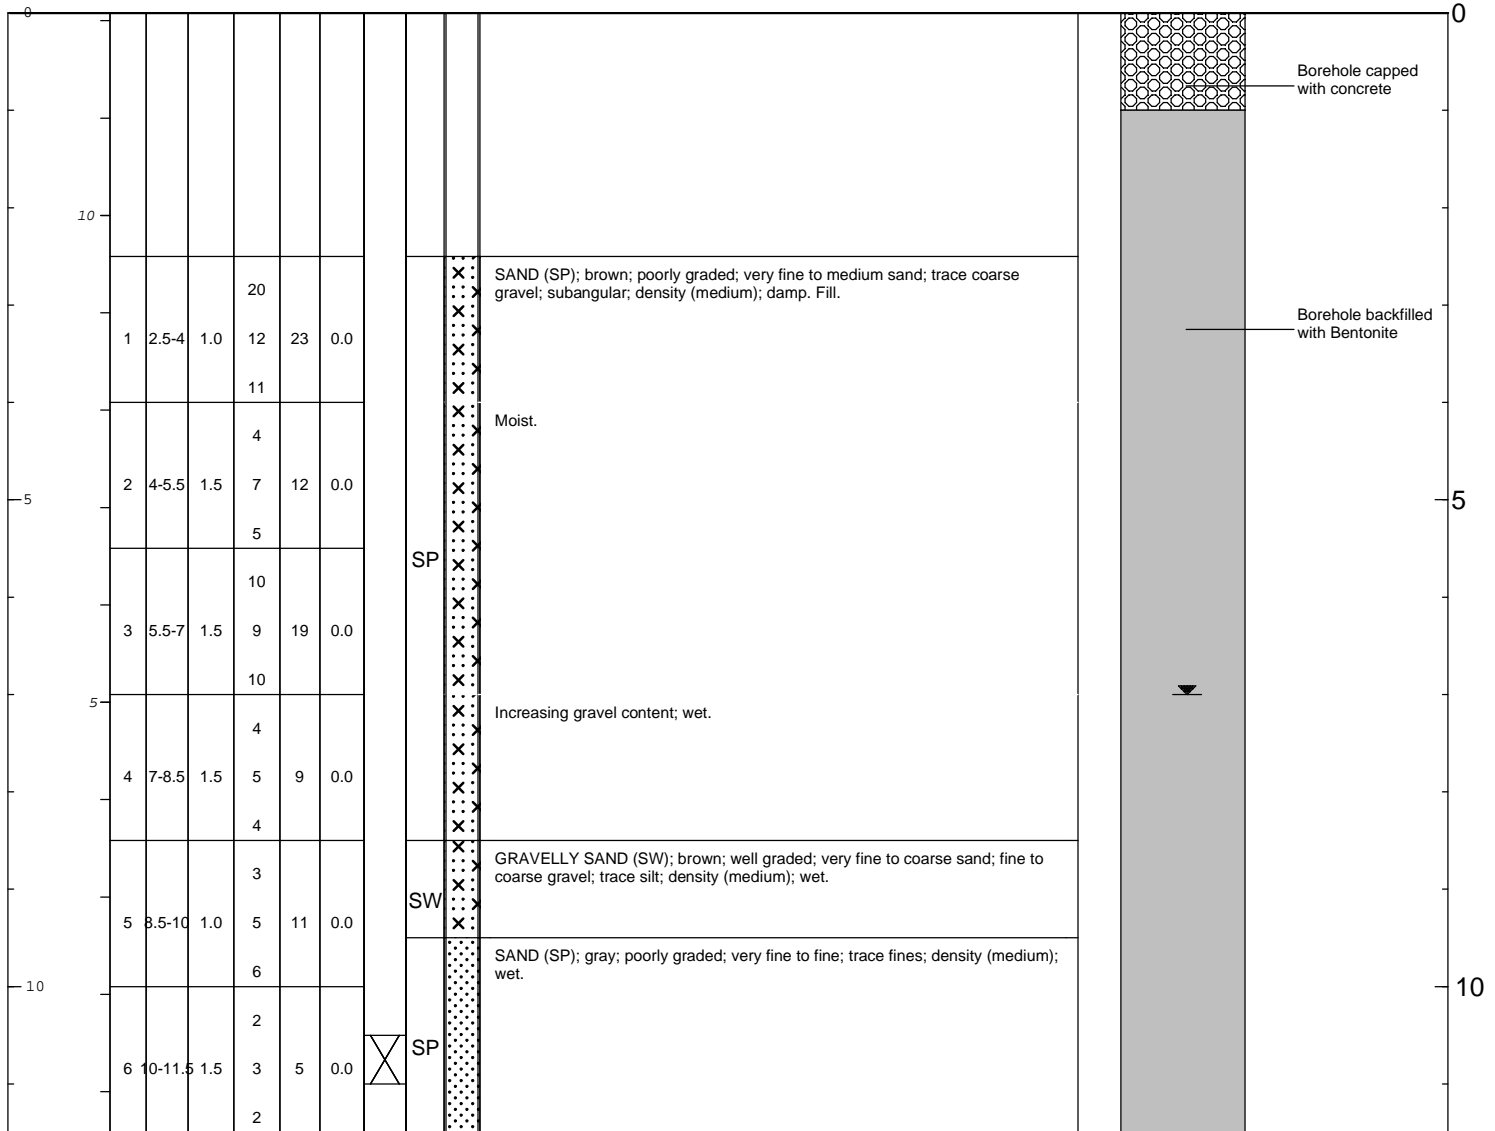 0
0
Borehole capped
with concrete
10
SAND (SP); brown; poorly graded; very fine to medium sand; trace coarse
gravel; subangular; density (medium); damp. Fill.
20
1 2.5-4 1.0 12 23 0.0
11
Borehole backfilled
with Bentonite
Moist.
4
2 4-5.5 1.5 7 12 0.0
5
5
5
SP
10
3 5.5-7 1.5 9 19 0.0
10
5
Increasing gravel content; wet.
4
4 7-8.5 1.5 5 9 0.0
4
GRAVELLY SAND (SW); brown; well graded; very fine to coarse sand; fine to
coarse gravel; trace silt; density (medium); wet.
3
SW
5 8.5-10 1.0 5 11 0.0
6
SAND (SP); gray; poorly graded; very fine to fine; trace fines; density (medium);
wet.
10
10
2
SP
6 10-11.5 1.5 3 5 0.0
2